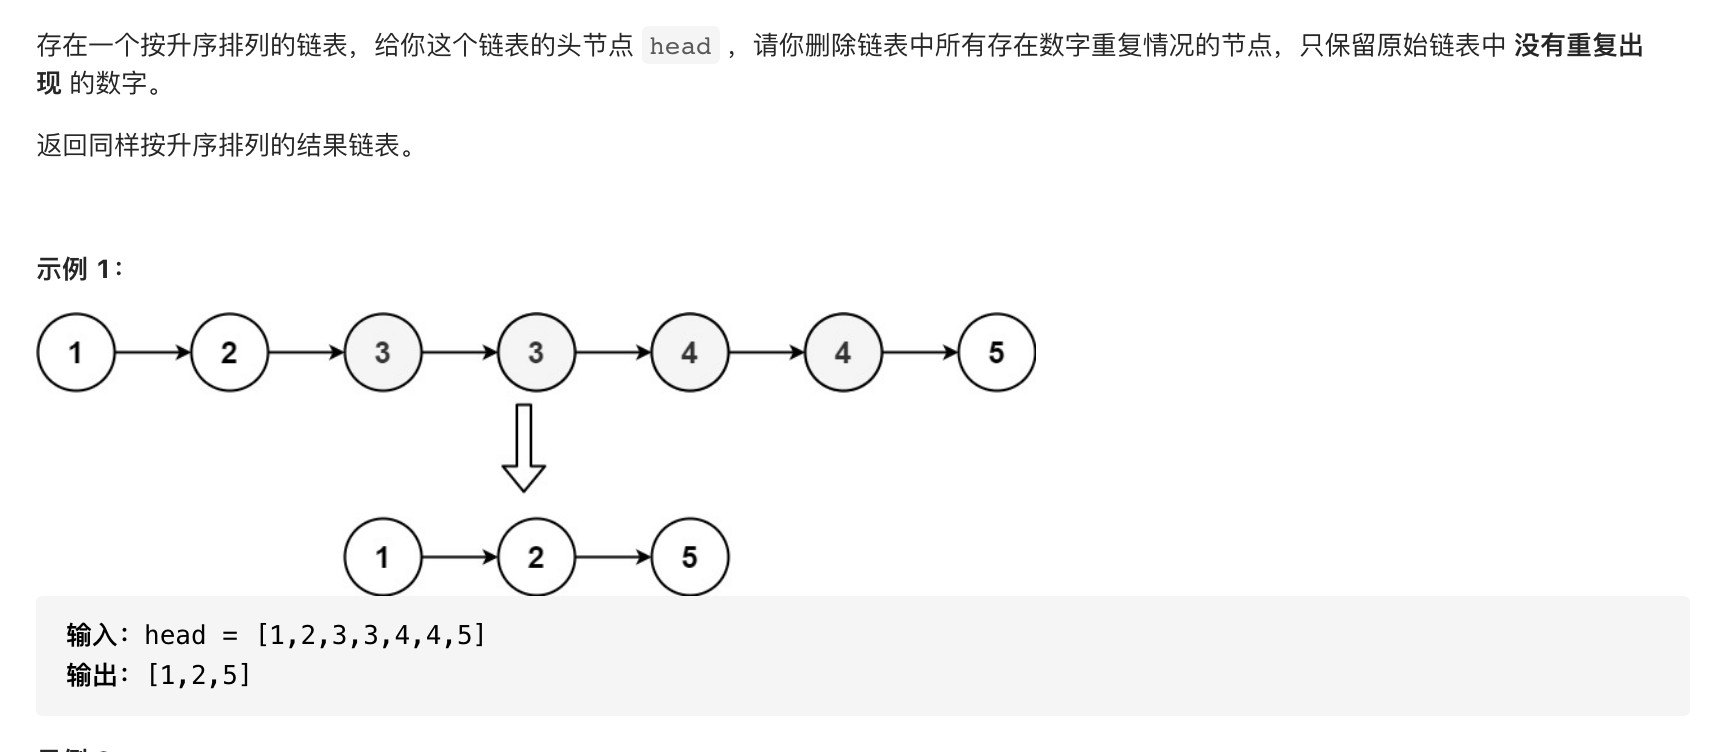 存在一个按升序排列的链表，给你这个链表的头节点 head ，请你删除链表中所有存在数字重复情况的节点，只保留原始链表中 没有重复出
现 的数字。
返回同样按升序排列的结果链表。
示例 1：
1 2 3 3 4 4 5
1 2 5
输入：head = [1,2,3,3,4,4,5]
输出：[1,2,5]